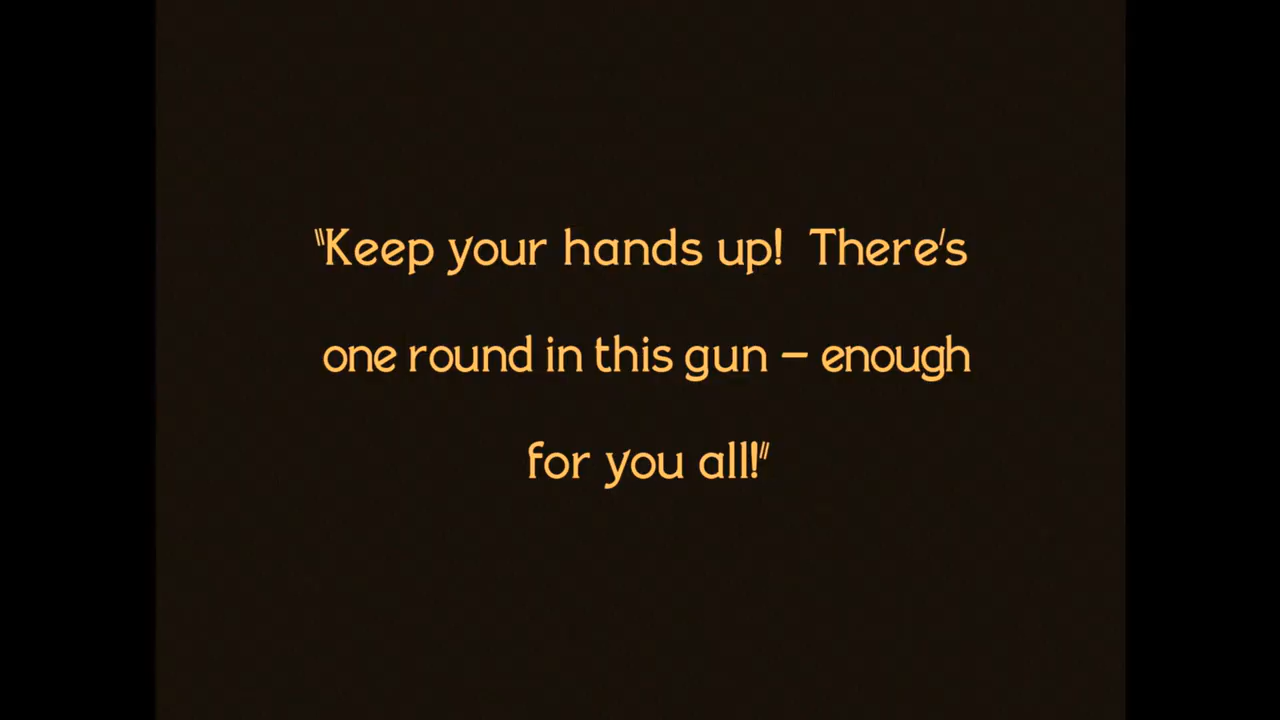 "Keep your hands up! There's
one round in this gun – enough
for you all!"